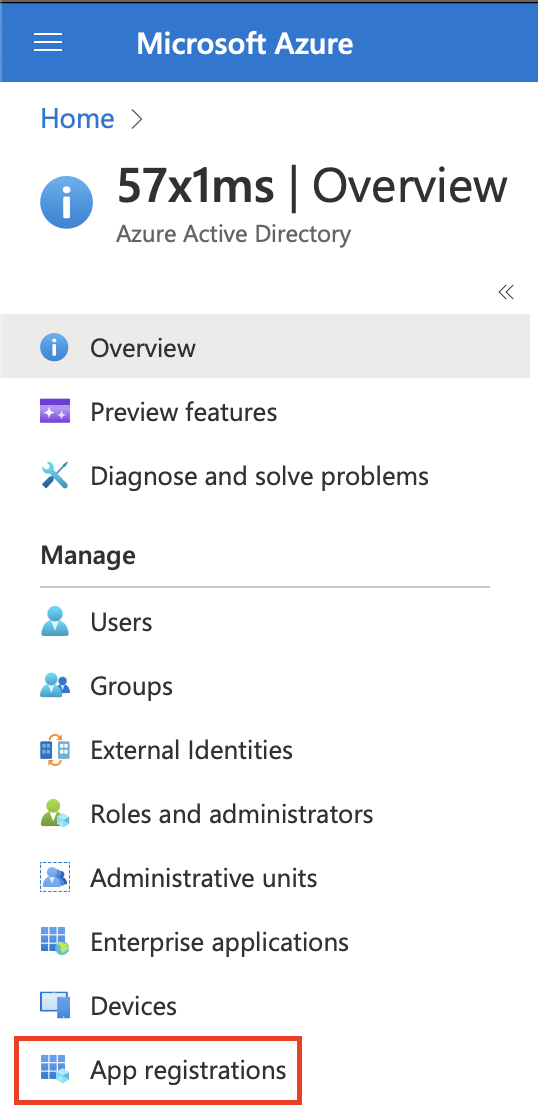 Microsoft Azure
Home
57x1ms | Overview
Azure Active Directory
Overview
Preview features
Diagnose and solve problems
Manage
Users
Groups
External Identities
Roles and administrators
Administrative units
Enterprise applications
Devices
App registrations